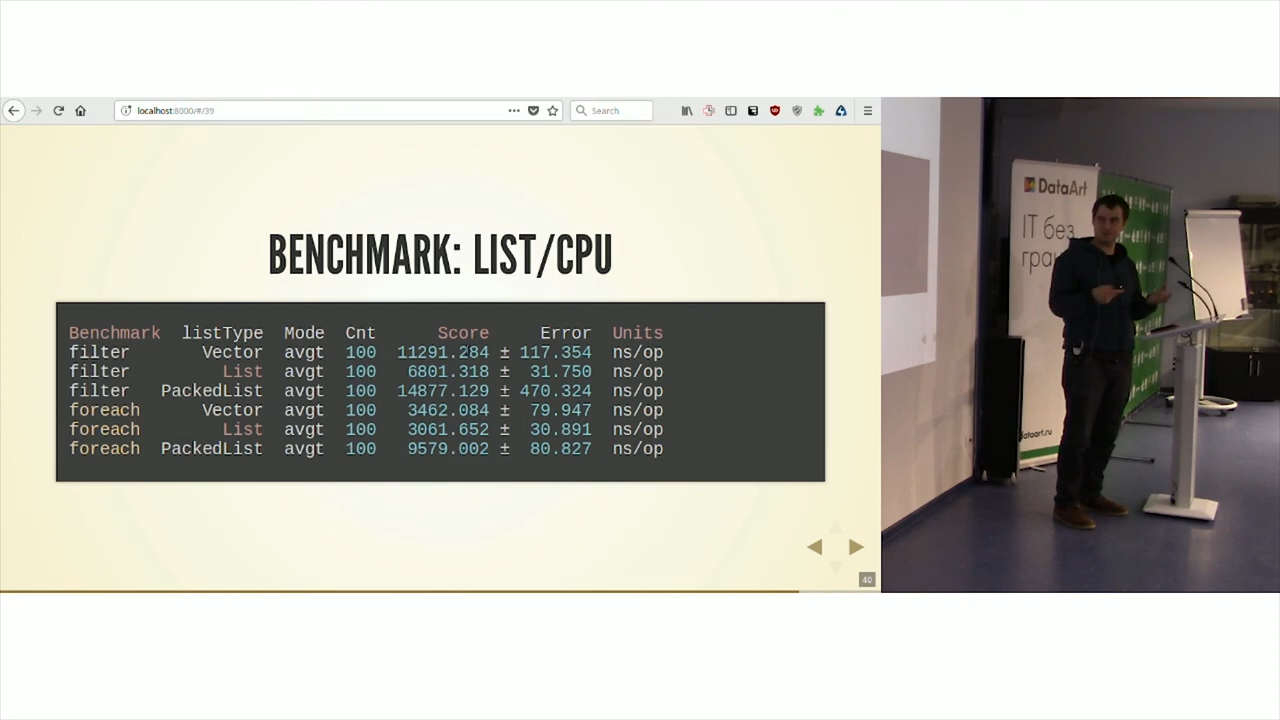 localhost:8000/#/39
Search
BENCHMARK: LIST/CPU
Benchmark listType Mode Cnt Score Error Units
filter Vector avgt 100 11291.284 ± 117.354 ns/op
filter List avgt 100 6801.318 ± 31.750 ns/op
filter PackedList avgt 100 14877.129 ± 470.324 ns/op
foreach Vector avgt 100 3462.084 ± 79.947 ns/op
foreach List avgt 100 3061.652 ± 30.891 ns/op
foreach PackedList avgt 100 9579.002 ± 80.827 ns/op
40
DataArt
IT без
гра
dataart.ru